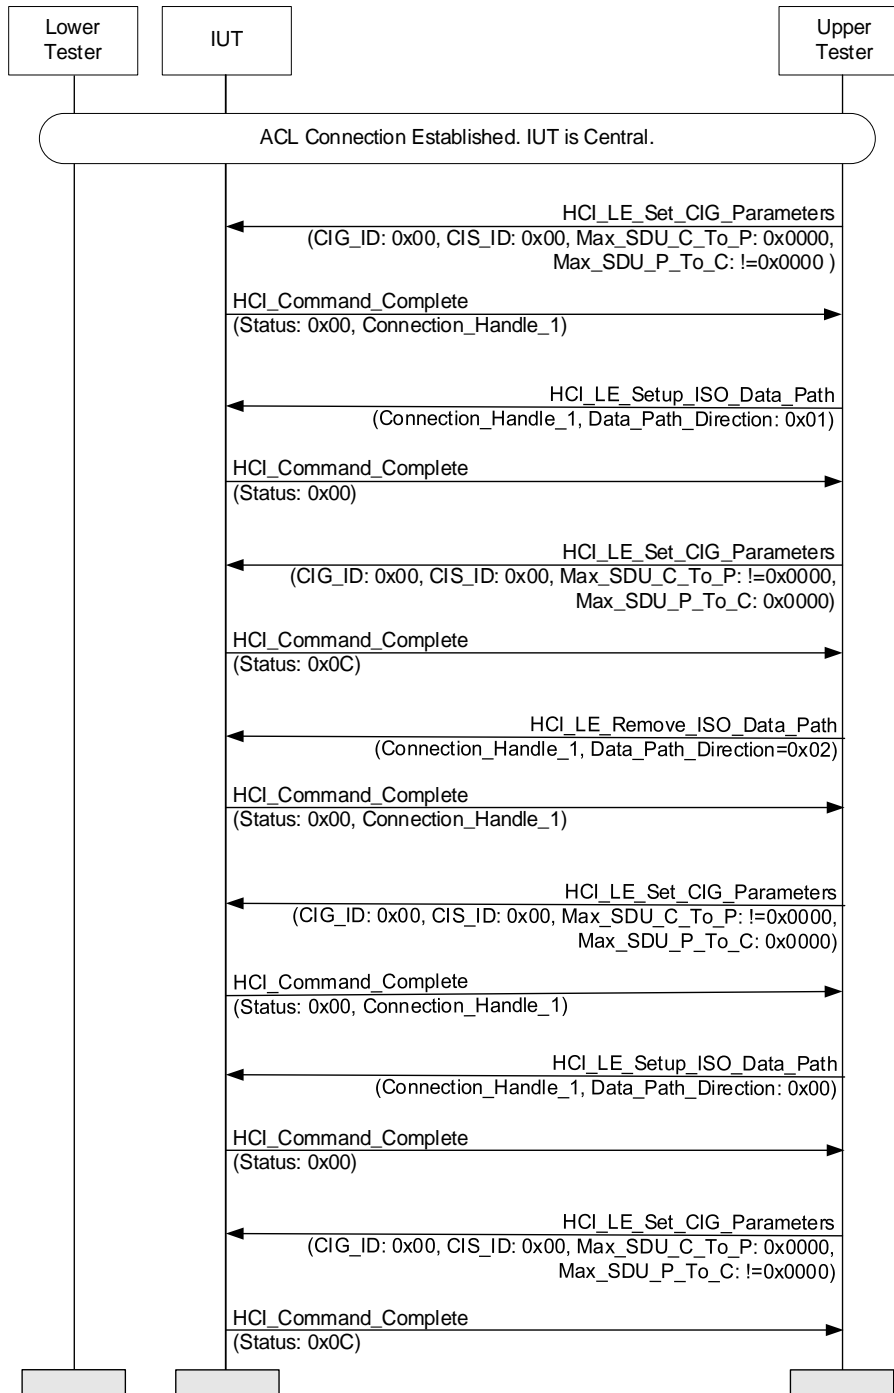 Lower
Tester
IUT
Upper
Tester
ACL Connection Established. IUT is Central.
HCI_LE_Set_CIG_Parameters
(CIG_ID: 0x00, CIS_ID: 0x00, Max_SDU_C_To_P: 0x0000,
Max_SDU_P_To_C: !=0x0000 )
HCI_Command_Complete
(Status: 0x00, Connection_Handle_1)
HCI_LE_Setup_ISO_Data_Path
(Connection_Handle_1, Data_Path_Direction: 0x01)
HCI_Command_Complete
(Status: 0x00)
HCI_LE_Set_CIG_Parameters
(CIG_ID: 0x00, CIS_ID: 0x00, Max_SDU_C_To_P: !=0x0000,
Max_SDU_P_To_C: 0x0000)
HCI_Command_Complete
(Status: 0x0C)
HCI_LE_Remove_ISO_Data_Path
(Connection_Handle_1, Data_Path_Direction=0x02)
HCI_Command_Complete
(Status: 0x00, Connection_Handle_1)
HCI_LE_Set_CIG_Parameters
(CIG_ID: 0x00, CIS_ID: 0x00, Max_SDU_C_To_P: !=0x0000,
Max_SDU_P_To_C: 0x0000)
HCI_Command_Complete
(Status: 0x00, Connection_Handle_1)
HCI_LE_Setup_ISO_Data_Path
(Connection_Handle_1, Data_Path_Direction: 0x00)
HCI_Command_Complete
(Status: 0x00)
HCI_LE_Set_CIG_Parameters
(CIG_ID: 0x00, CIS_ID: 0x00, Max_SDU_C_To_P: 0x0000,
Max_SDU_P_To_C: !=0x0000)
HCI_Command_Complete
(Status: 0x0C)